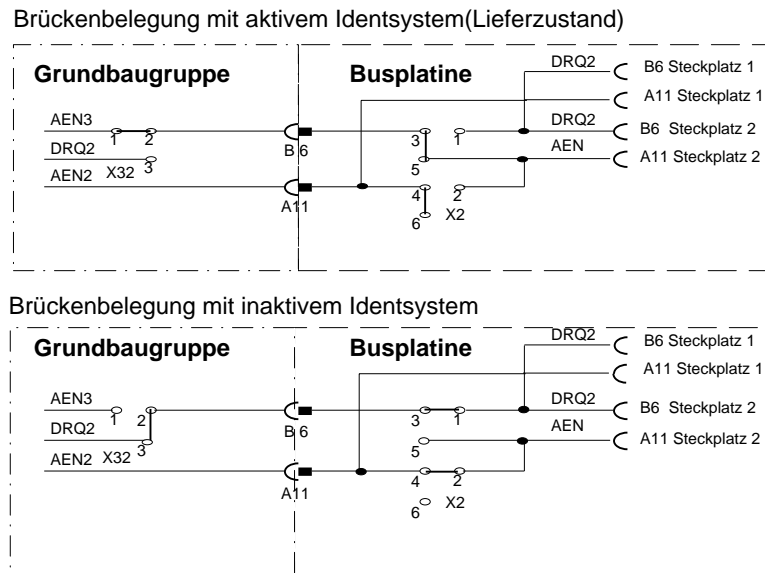 Brückenbelegung mit aktivem Identsystem(Lieferzustand)
Grundbaugruppe
Busplatine
DRQ2
B6 Steckplatz 1
A11 Steckplatz 1
AEN3
1
2
B 6
3
1
DRQ2
B6 Steckplatz 2
DRQ2
X32
3
5
AEN
A11 Steckplatz 2
AEN2
A11
4
2
6
X2
Brückenbelegung mit inaktivem Identsystem
Grundbaugruppe
Busplatine
DRQ2
B6 Steckplatz 1
A11 Steckplatz 1
AEN3
1
2
B 6
3
1
DRQ2
B6 Steckplatz 2
DRQ2
X32
3
5
AEN
A11 Steckplatz 2
AEN2
A11
4
2
6
X2